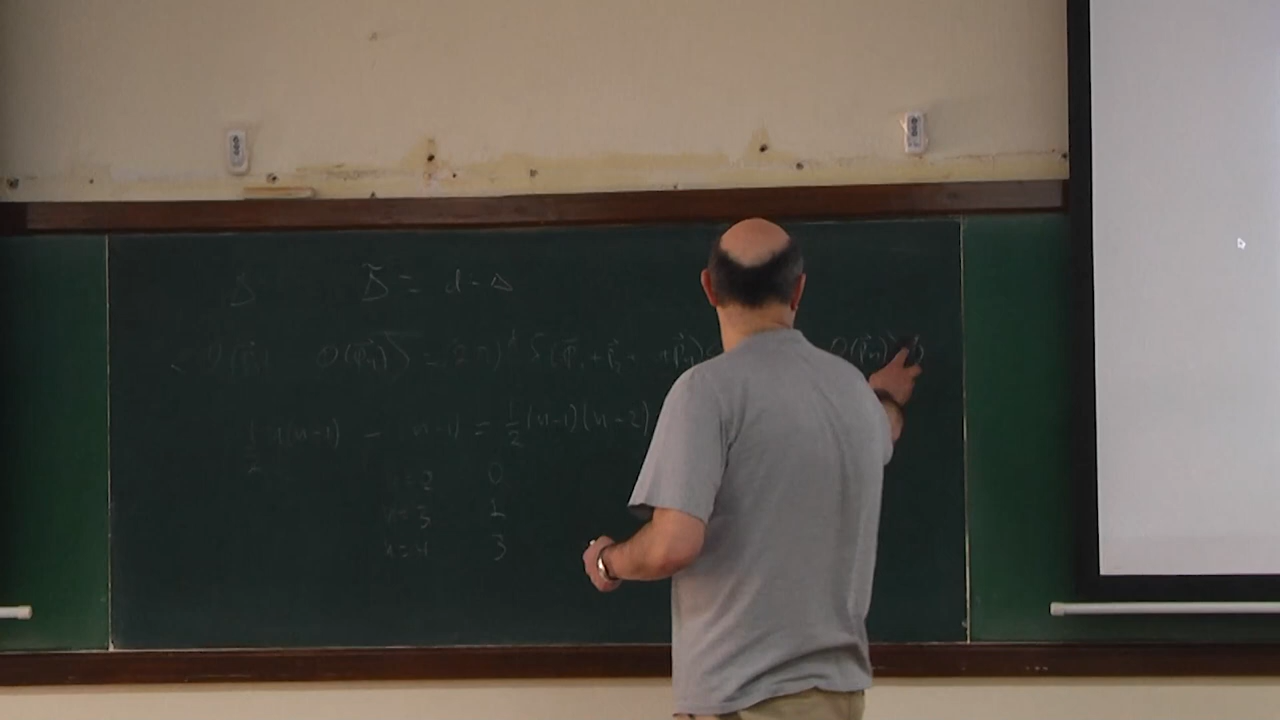 Δ Δ̃ = d - Δ
O(p⃗₁) O(p⃗ₙ)⟩ = (2π)ᵈ δ(p⃗₁ + p⃗₂ + + p⃗ₙ) O(p⃗ₙ)⟩
1/2 n(n-1) - (n-1) = 1/2 (n-1)(n-2)
n=2 0
n=3 1
n=4 3